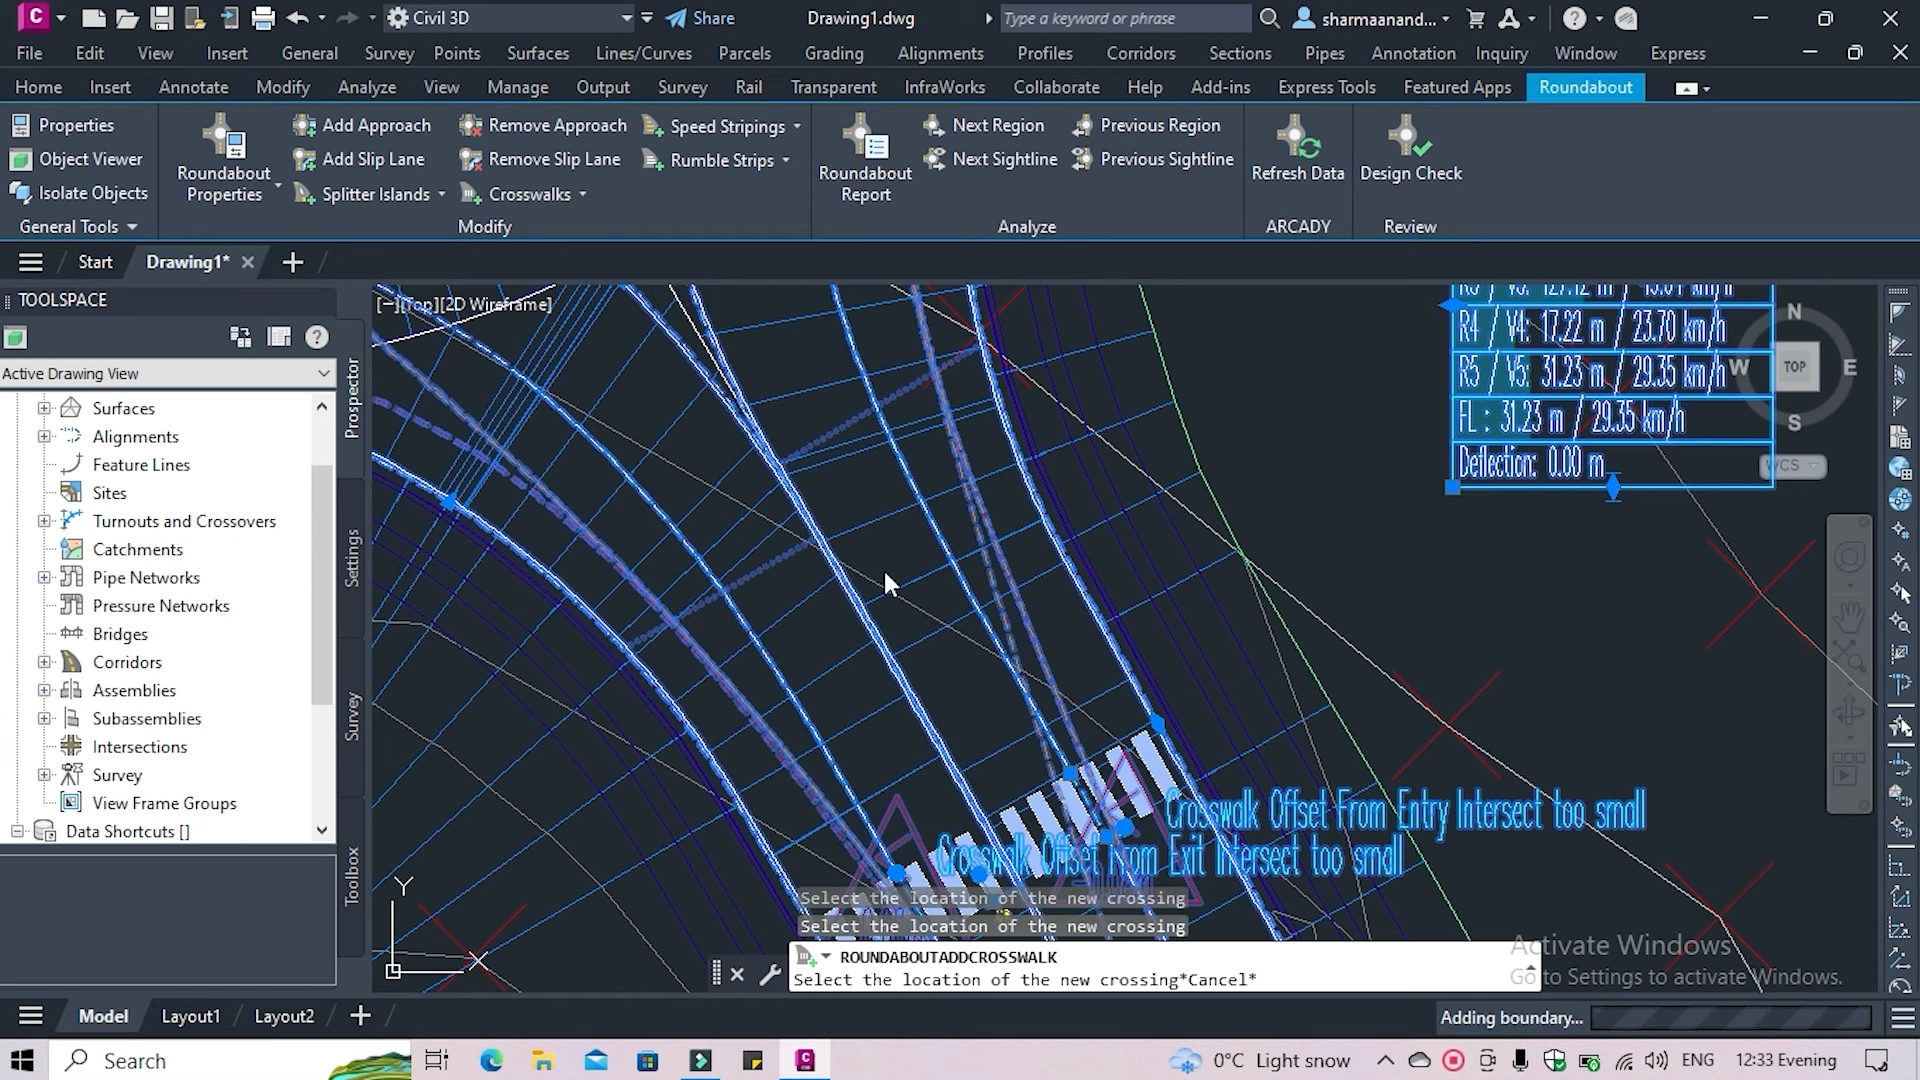 Civil 3D
Share
Drawing1.dwg
Type a keyword or phrase
sharmaanand...
File Edit View Insert General Survey Points Surfaces Lines/Curves Parcels Grading Alignments Profiles Corridors Sections Pipes Annotation Inquiry Window Express
Home Insert Annotate Modify Analyze View Manage Output Survey Rail Transparent InfraWorks Collaborate Help Add-ins Express Tools Featured Apps Roundabout
Properties
Object Viewer
Isolate Objects
General Tools
Roundabout Properties
Add Approach
Add Slip Lane
Splitter Islands
Remove Approach
Remove Slip Lane
Crosswalks
Speed Stripings
Rumble Strips
Modify
Roundabout Report
Next Region
Next Sightline
Previous Region
Previous Sightline
Analyze
Refresh Data
ARCADY
Design Check
Review
Start
Drawing1*
TOOLSPACE
Active Drawing View
Surfaces
Alignments
Feature Lines
Sites
Turnouts and Crossovers
Catchments
Pipe Networks
Pressure Networks
Bridges
Corridors
Assemblies
Subassemblies
Intersections
Survey
View Frame Groups
Data Shortcuts []
Prospector
Settings
Survey
Toolbox
[−][Top][2D Wireframe]
R4 / V4: 17.22 m / 23.70 km/h
R5 / V5: 31.23 m / 29.35 km/h
FL : 31.23 m / 29.35 km/h
Deflection: 0.00 m
N
W
TOP
E
S
WCS
Crosswalk Offset From Entry Intersect too small
Crosswalk Offset From Exit Intersect too small
Y
X
Select the location of the new crossing
Select the location of the new crossing
ROUNDABOUTADDCROSSWALK
Select the location of the new crossing*Cancel*
Activate Windows
Go to Settings to activate Windows.
Model
Layout1
Layout2
Adding boundary...
Search
0°C Light snow
ENG
12:33 Evening